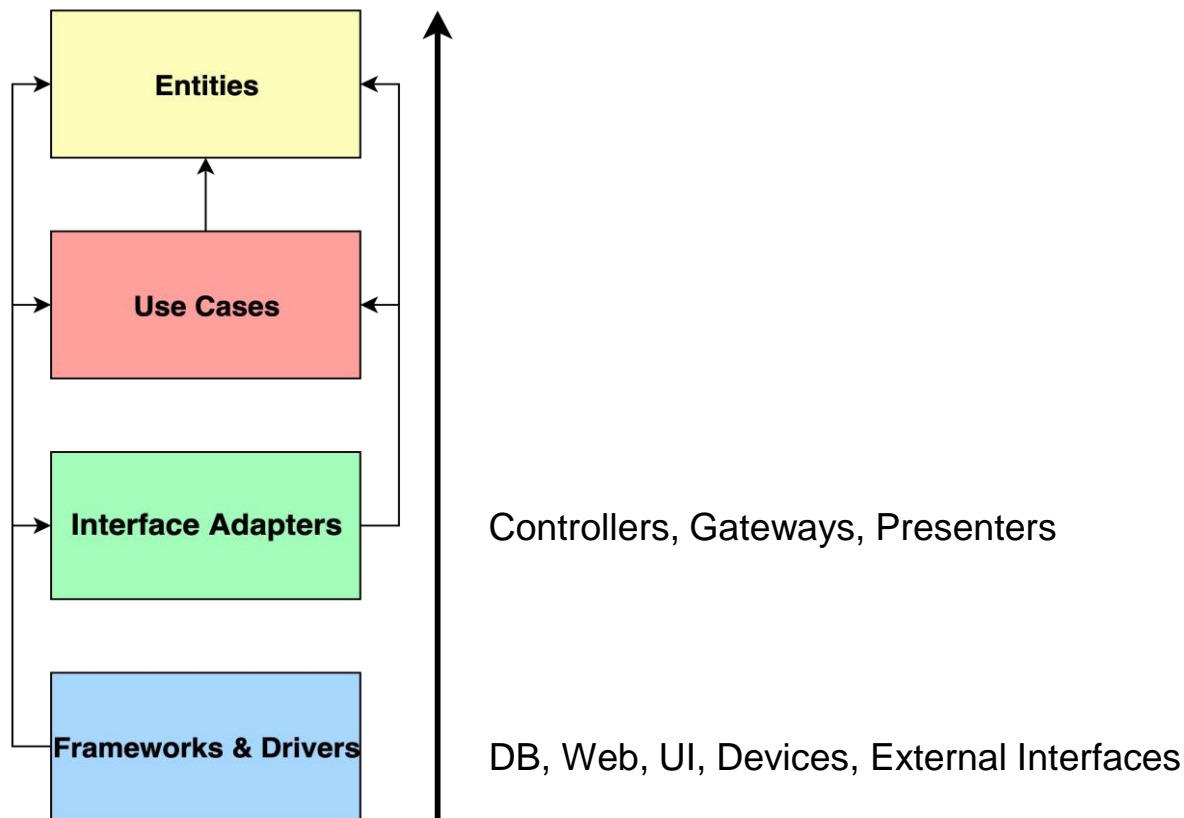 Entities
Use Cases
Interface Adapters
Controllers, Gateways, Presenters
Frameworks & Drivers
DB, Web, UI, Devices, External Interfaces